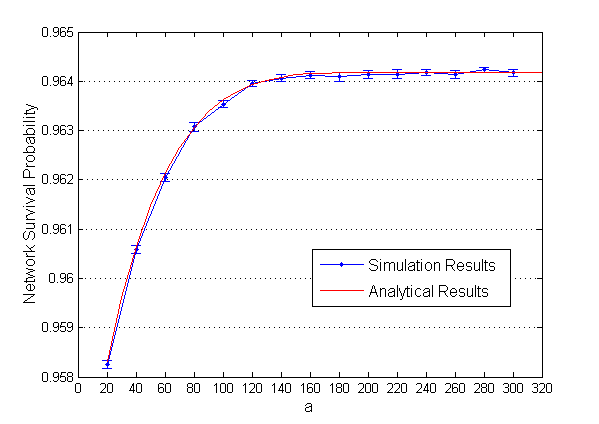 0.965
0.964
0.963
0.962
0.961
0.96
0.959
0.958
Network Survival Probability
Simulation Results
Analytical Results
0 20 40 60 80 100 120 140 160 180 200 220 240 260 280 300 320
a